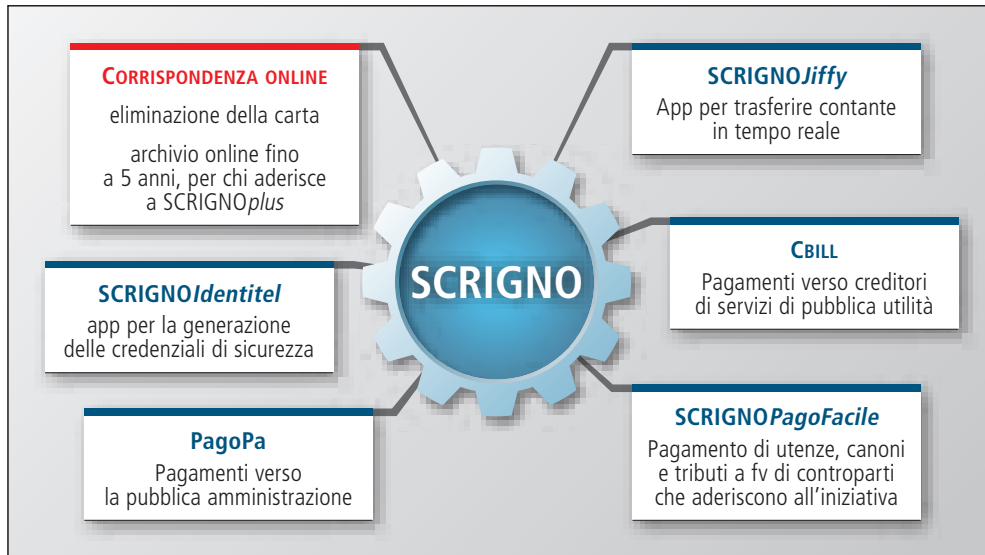 CORRISPONDENZA ONLINE
eliminazione della carta
archivio online fino
a 5 anni, per chi aderisce
a SCRIGNOplus
SCRIGNOIdentitel
app per la generazione
delle credenziali di sicurezza
PagoPa
Pagamenti verso
la pubblica amministrazione
SCRIGNO
SCRIGNOJiffy
App per trasferire contante
in tempo reale
CBILL
Pagamenti verso creditori
di servizi di pubblica utilità
SCRIGNOPagoFacile
Pagamento di utenze, canoni
e tributi a fv di controparti
che aderiscono all'iniziativa